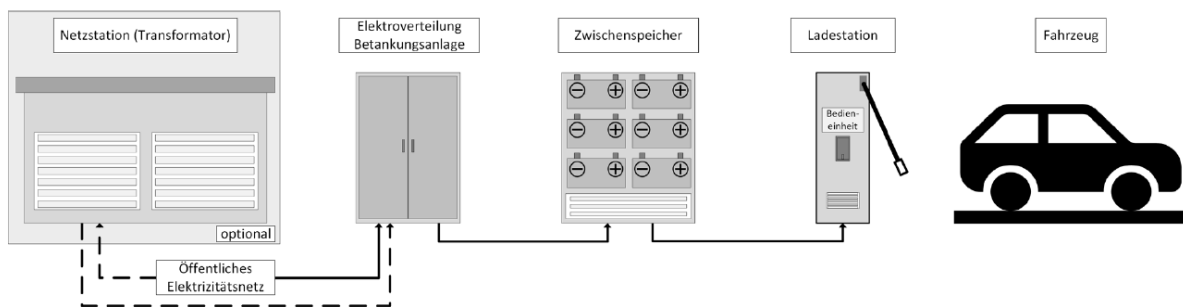 Netzstation (Transformator)
Elektroverteilung
Betankungsanlage
Zwischenspeicher
Ladestation
Fahrzeug
Bedien-
einheit
optional
Öffentliches
Elektrizitätsnetz